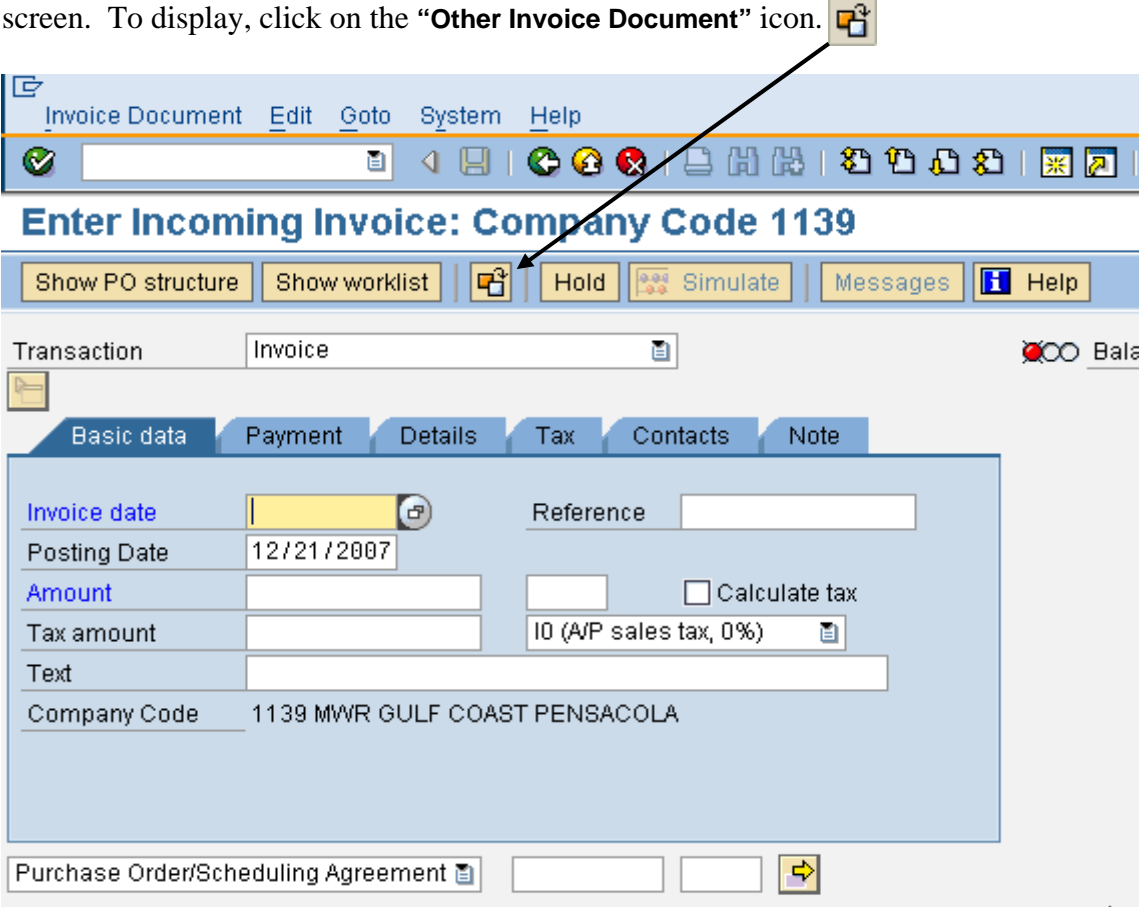 screen. To display, click on the “Other Invoice Document” icon.
Invoice Document Edit Goto System Help
Enter Incoming Invoice: Company Code 1139
Show PO structure Show worklist Hold Simulate Messages Help
Transaction Invoice Bala
Basic data Payment Details Tax Contacts Note
Invoice date Reference
Posting Date 12/21/2007
Amount Calculate tax
Tax amount I0 (A/P sales tax, 0%)
Text
Company Code 1139 MWR GULF COAST PENSACOLA
Purchase Order/Scheduling Agreement